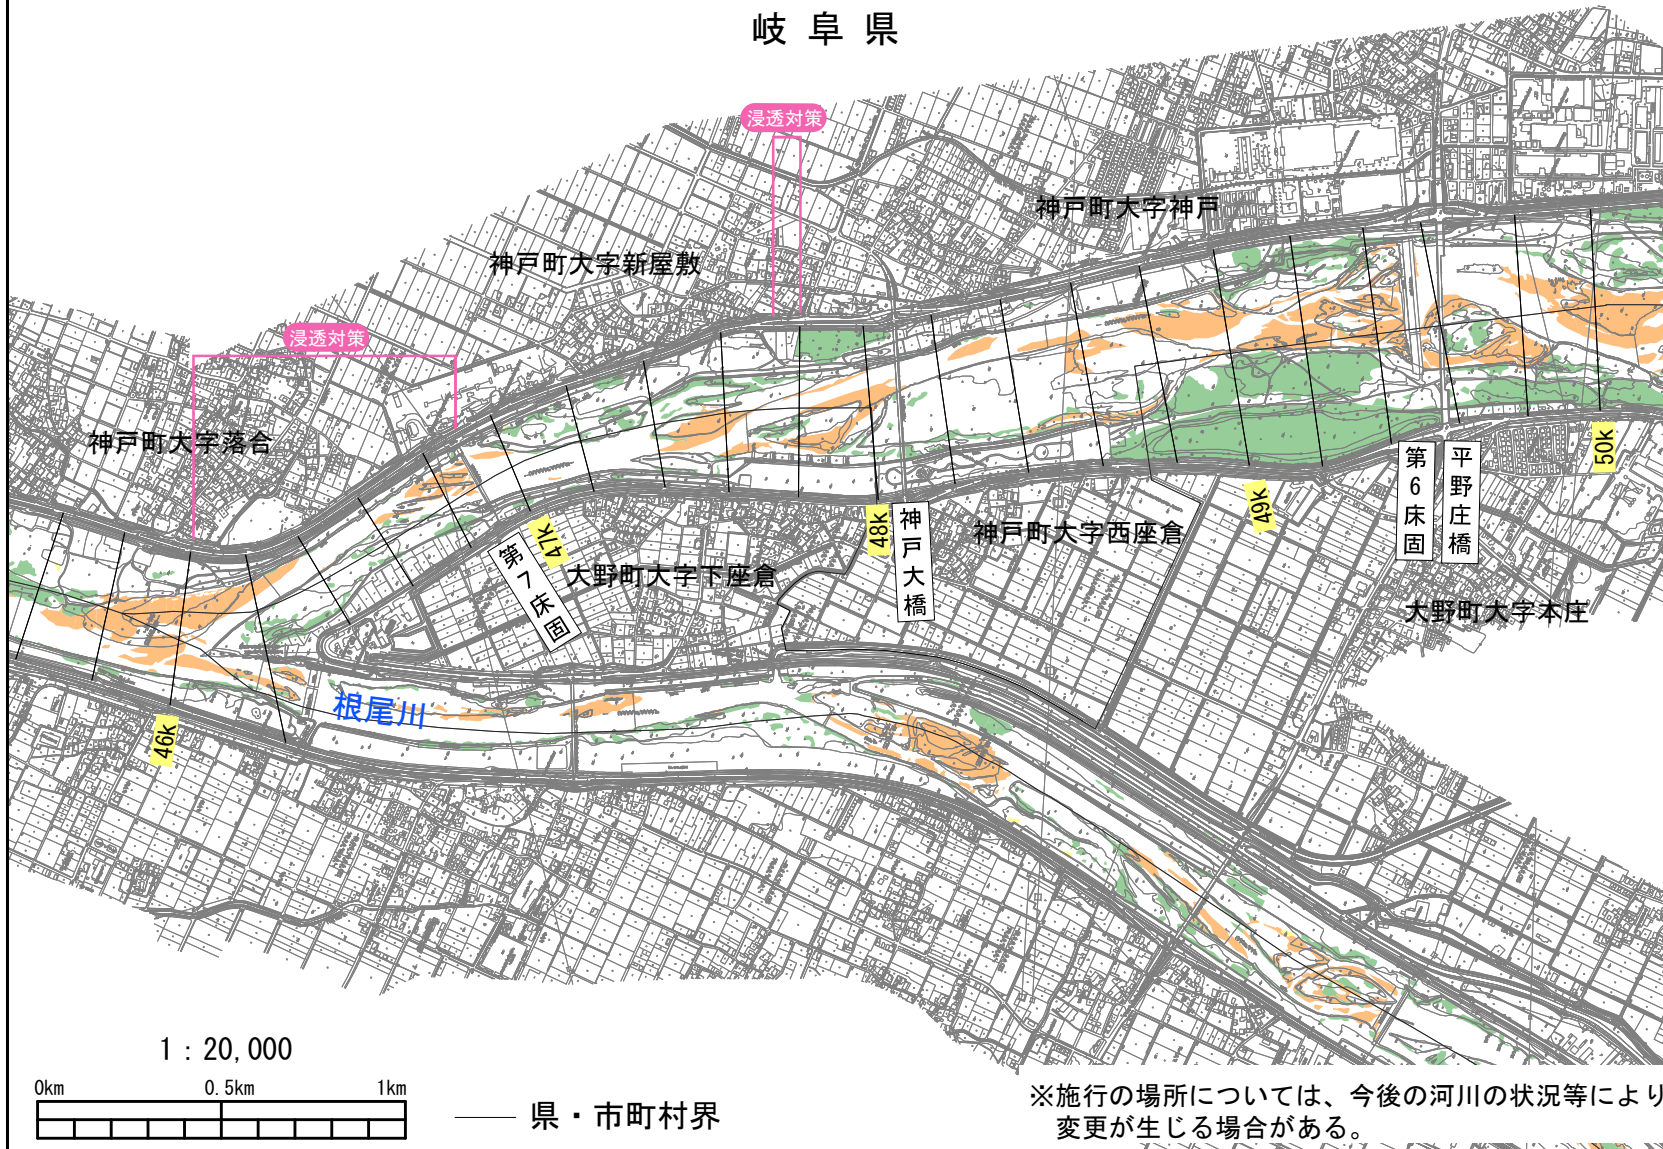 岐阜県
浸透対策
神戸町大字神戸
神戸町大字新屋敷
浸透対策
神戸町大字落合
50k
第6床固
平野庄橋
49k
48k
神戸大橋
神戸町大字西座倉
47k
第7床固
大野町大字下座倉
大野町大字本庄
根尾川
46k
1：20,000
0km 0.5km 1km
県・市町村界
※施行の場所については、今後の河川の状況等により
変更が生じる場合がある。